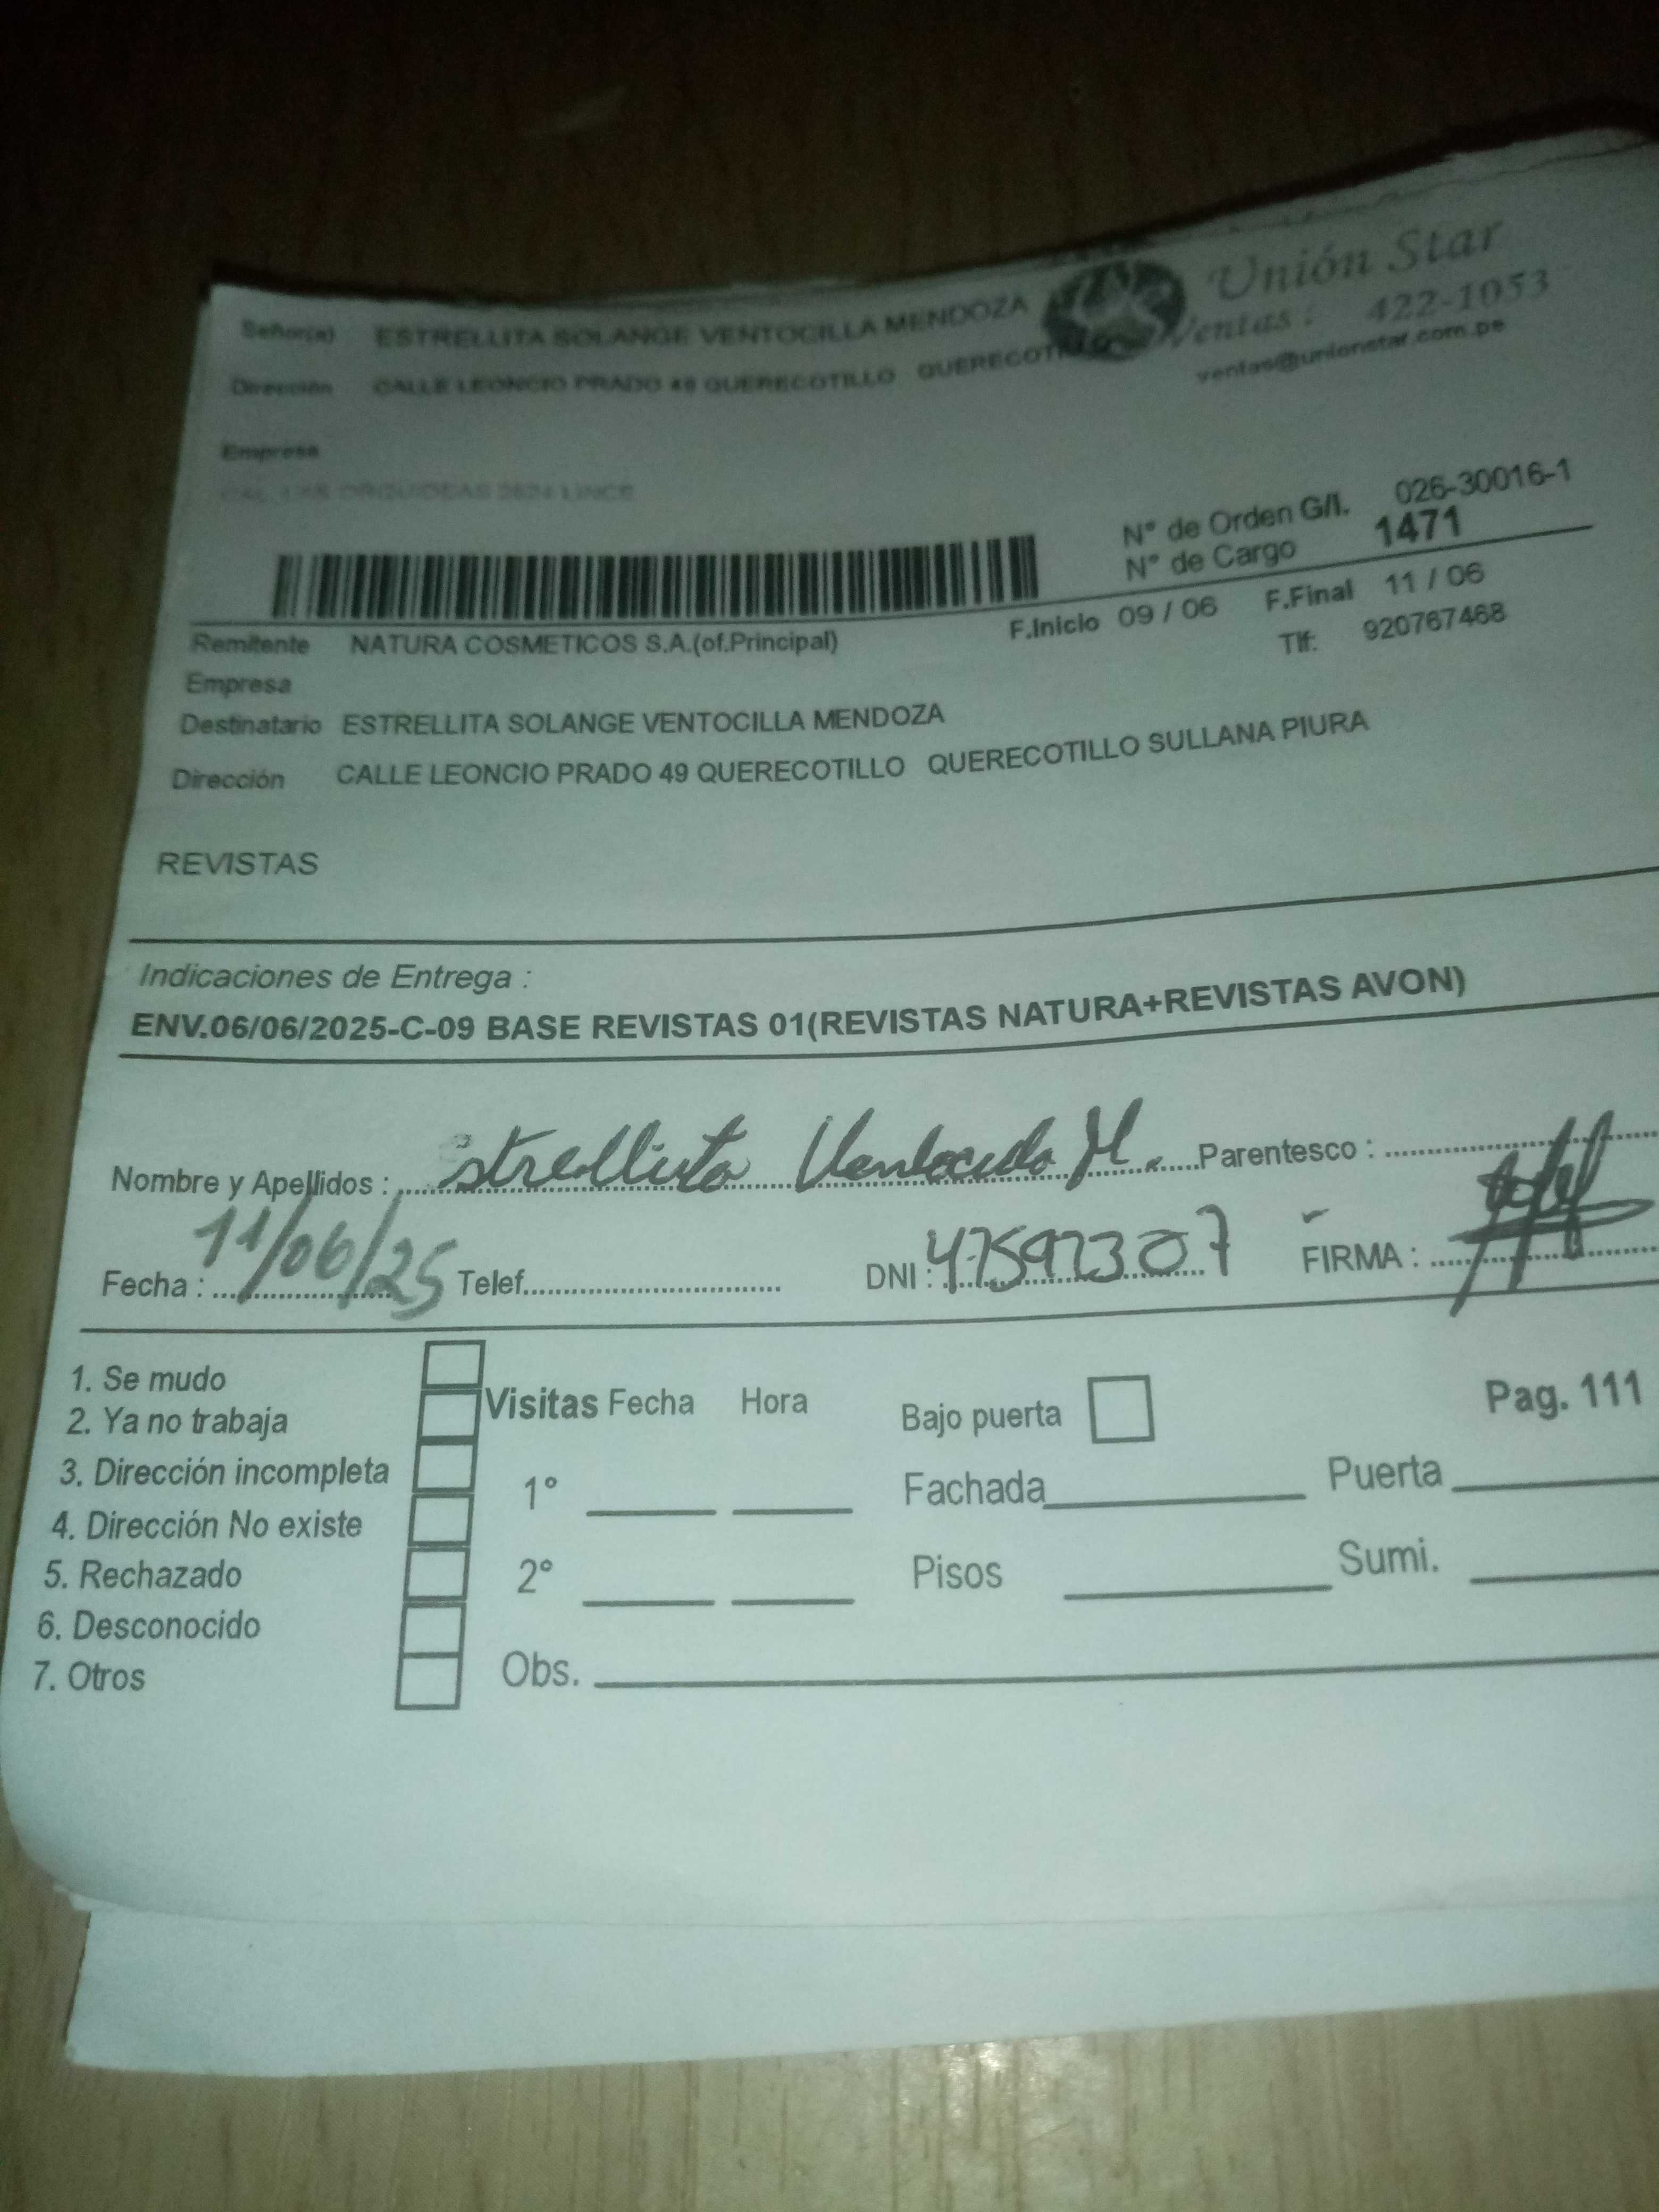 Señor(a) ESTRELLITA SOLANGE VENTOCILLA MENDOZA
Unión Star
Ventas: 422-1053
ventas@unionstar.com.pe
Dirección CALLE LEONCIO PRADO 49 QUERECOTILLO
Empresa
N° de Orden G/I. 026-30016-1
N° de Cargo 1471
F.Inicio 09 / 06 F.Final 11 / 06
Remitente NATURA COSMETICOS S.A.(of.Principal)
Tlf: 920767468
Empresa
Destinatario ESTRELLITA SOLANGE VENTOCILLA MENDOZA
Dirección CALLE LEONCIO PRADO 49 QUERECOTILLO QUERECOTILLO SULLANA PIURA
REVISTAS
Indicaciones de Entrega :
ENV.06/06/2025-C-09 BASE REVISTAS 01(REVISTAS NATURA+REVISTAS AVON)
Nombre y Apellidos : Estrellita M. Parentesco :
Fecha : 11/06/25 Telef. DNI : 47592307 FIRMA :
1. Se mudo
2. Ya no trabaja
3. Dirección incompleta
4. Dirección No existe
5. Rechazado
6. Desconocido
7. Otros
Visitas Fecha Hora
1°
2°
Obs.
Bajo puerta
Pag. 111
Fachada Puerta
Pisos Sumi.